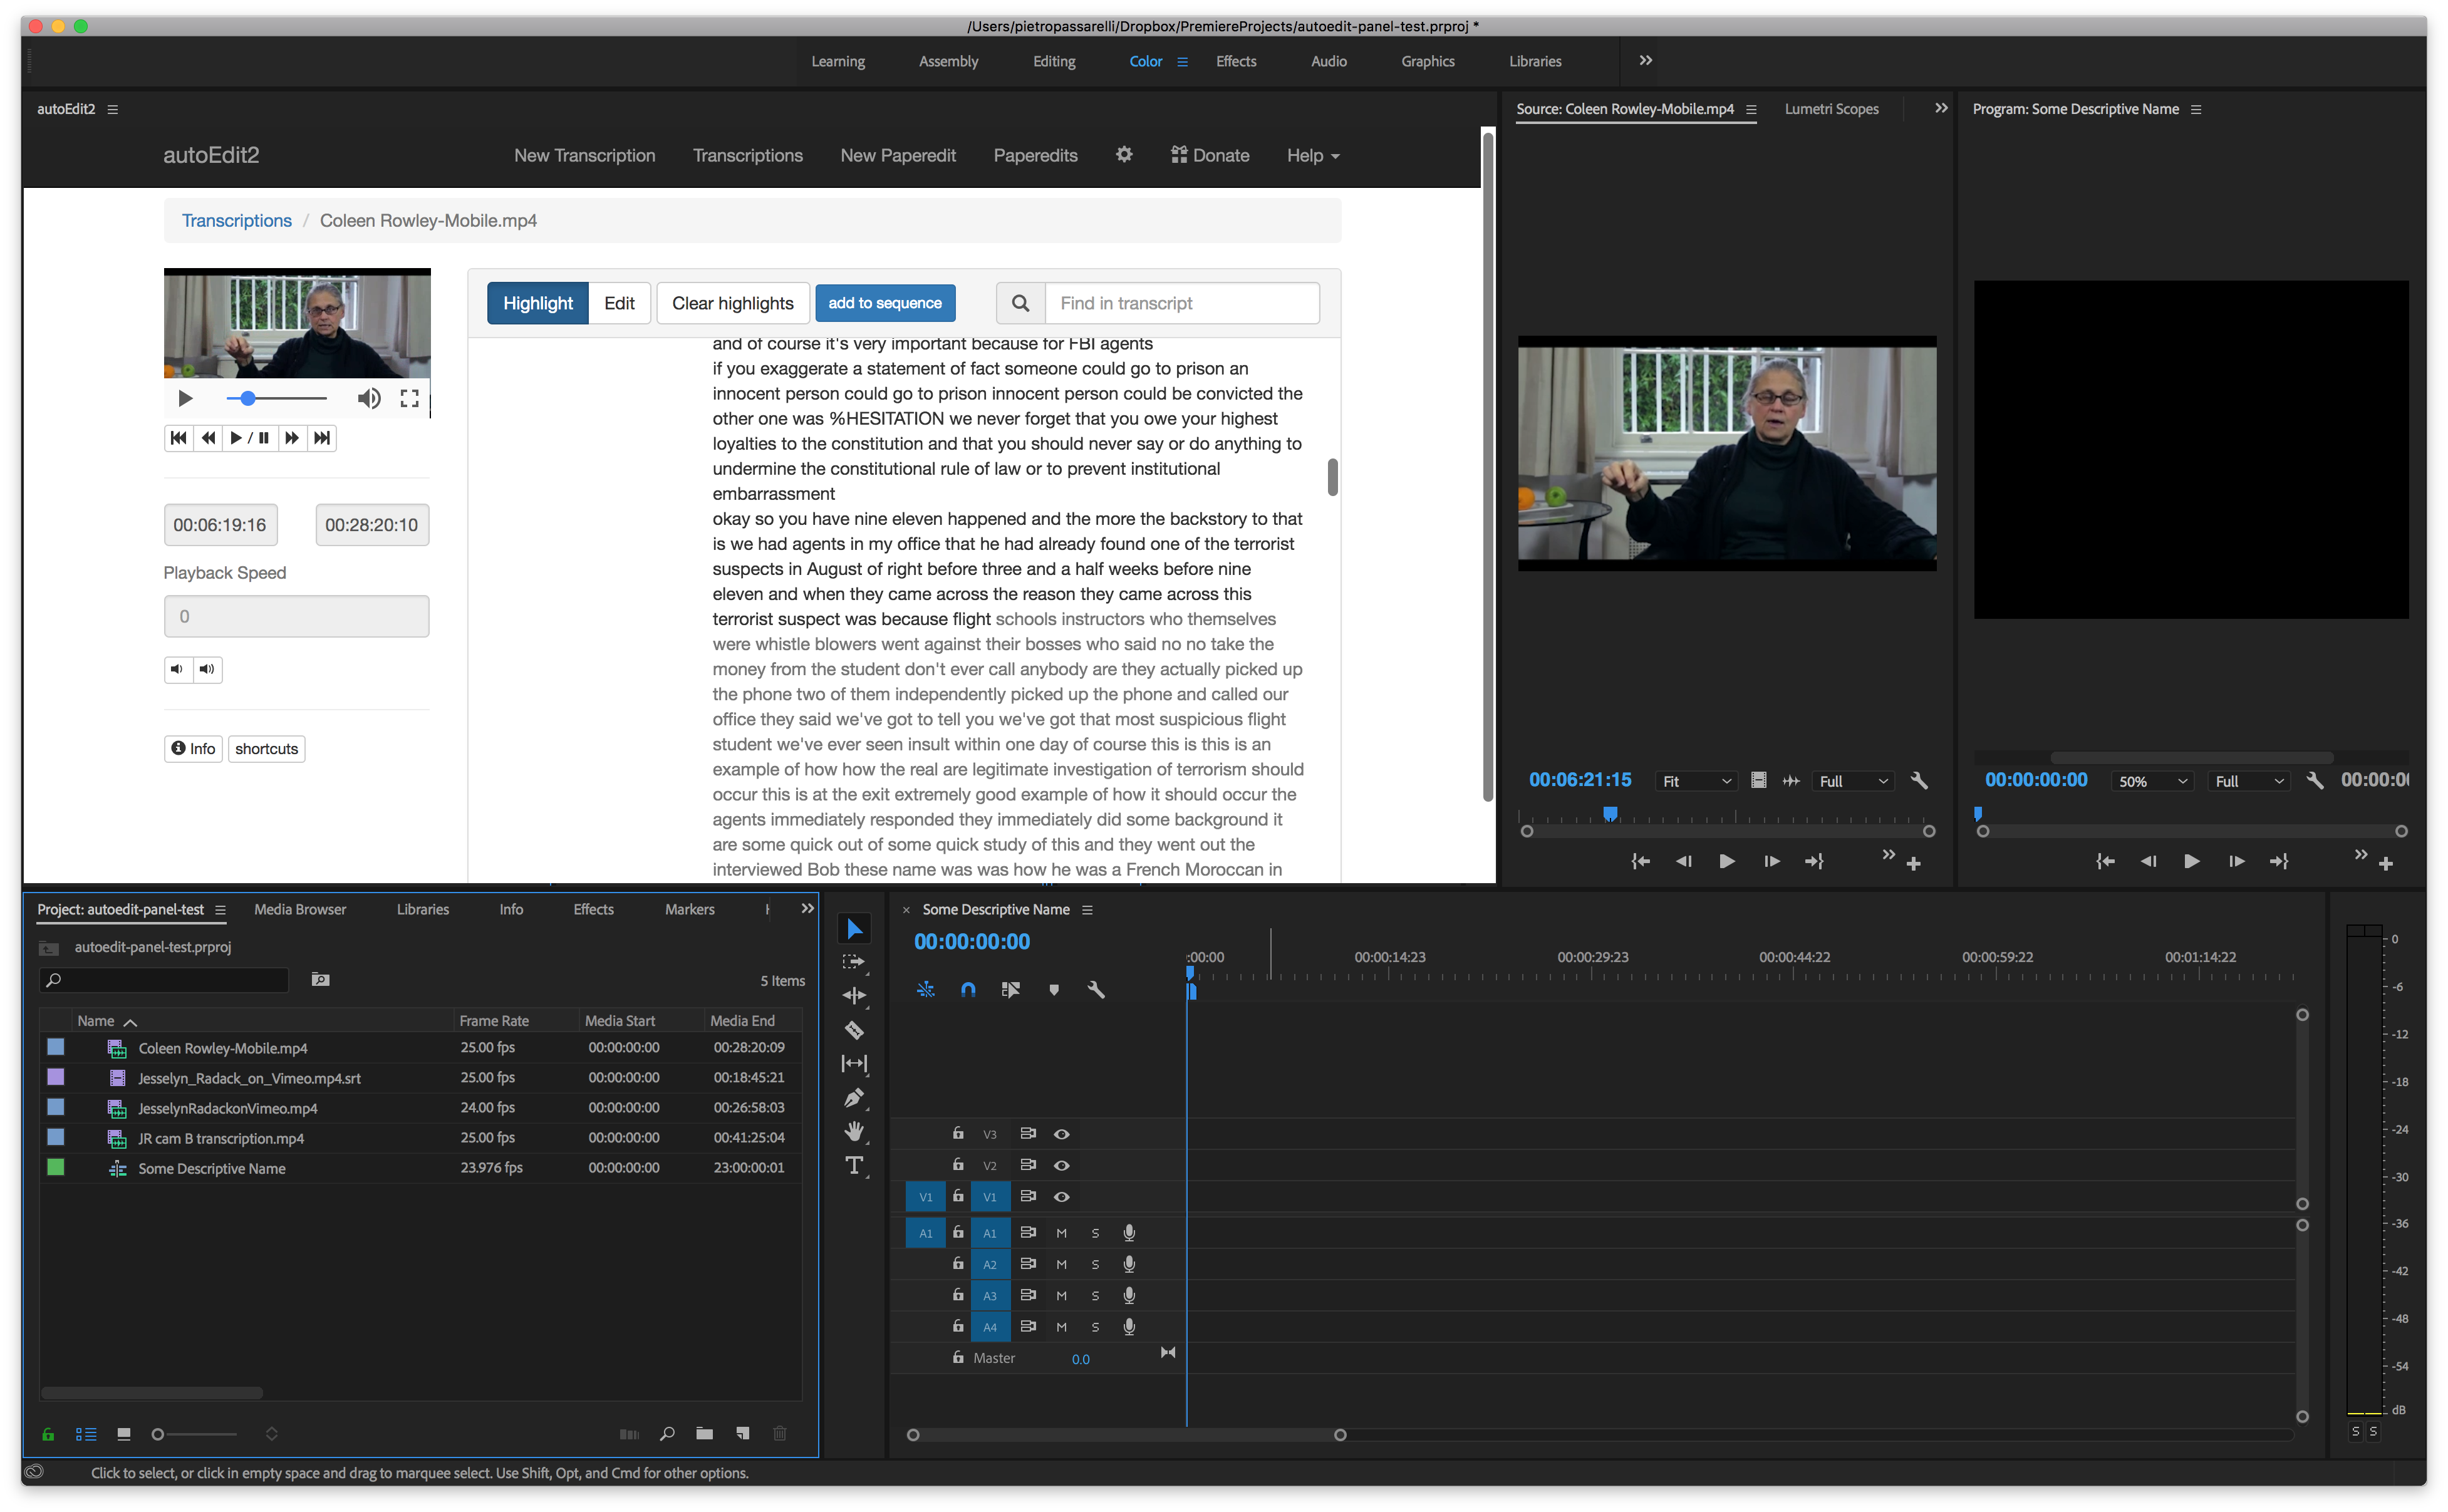 /Users/pietropassarelli/Dropbox/PremiereProjects/autoedit-panel-test.prproj *
Learning Assembly Editing Color Effects Audio Graphics Libraries
autoEdit2
autoEdit2 New Transcription Transcriptions New Paperedit Paperedits Donate Help
Transcriptions / Coleen Rowley-Mobile.mp4
Highlight Edit Clear highlights add to sequence Find in transcript
and of course it's very important because for FBI agents
if you exaggerate a statement of fact someone could go to prison an
innocent person could go to prison innocent person could be convicted the
other one was %HESITATION we never forget that you owe your highest
loyalties to the constitution and that you should never say or do anything to
undermine the constitutional rule of law or to prevent institutional
embarrassment
okay so you have nine eleven happened and the more the backstory to that
is we had agents in my office that he had already found one of the terrorist
suspects in August of right before three and a half weeks before nine
eleven and when they came across the reason they came across this
terrorist suspect was because flight schools instructors who themselves
were whistle blowers went against their bosses who said no no take the
money from the student don't ever call anybody are they actually picked up
the phone two of them independently picked up the phone and called our
office they said we've got to tell you we've got that most suspicious flight
student we've ever seen insult within one day of course this is this is an
example of how how the real are legitimate investigation of terrorism should
occur this is at the exit extremely good example of how it should occur the
agents immediately responded they immediately did some background it
are some quick out of some quick study of this and they went out the
interviewed Bob these name was was how he was a French Moroccan in
00:06:19:16 00:28:20:10
Playback Speed
0
Info shortcuts
Source: Coleen Rowley-Mobile.mp4 Lumetri Scopes
00:06:21:15 Fit Full
Program: Some Descriptive Name
00:00:00:00 50% Full 00:00:00
Project: autoedit-panel-test Media Browser Libraries Info Effects Markers
autoedit-panel-test.prproj
5 Items
Name Frame Rate Media Start Media End
Coleen Rowley-Mobile.mp4 25.00 fps 00:00:00:00 00:28:20:09
Jesselyn_Radack_on_Vimeo.mp4.srt 25.00 fps 00:00:00:00 00:18:45:21
JesselynRadackonVimeo.mp4 24.00 fps 00:00:00:00 00:26:58:03
JR cam B transcription.mp4 25.00 fps 00:00:00:00 00:41:25:04
Some Descriptive Name 23.976 fps 00:00:00:00 23:00:00:01
T
× Some Descriptive Name
00:00:00:00
:00:00 00:00:14:23 00:00:29:23 00:00:44:22 00:00:59:22 00:01:14:22
V3
V2
V1 V1
A1 A1 M S
A2 M S
A3 M S
A4 M S
Master 0.0
0
-6
-12
-18
-24
-30
-36
-42
-48
-54
dB
S S
Click to select, or click in empty space and drag to marquee select. Use Shift, Opt, and Cmd for other options.